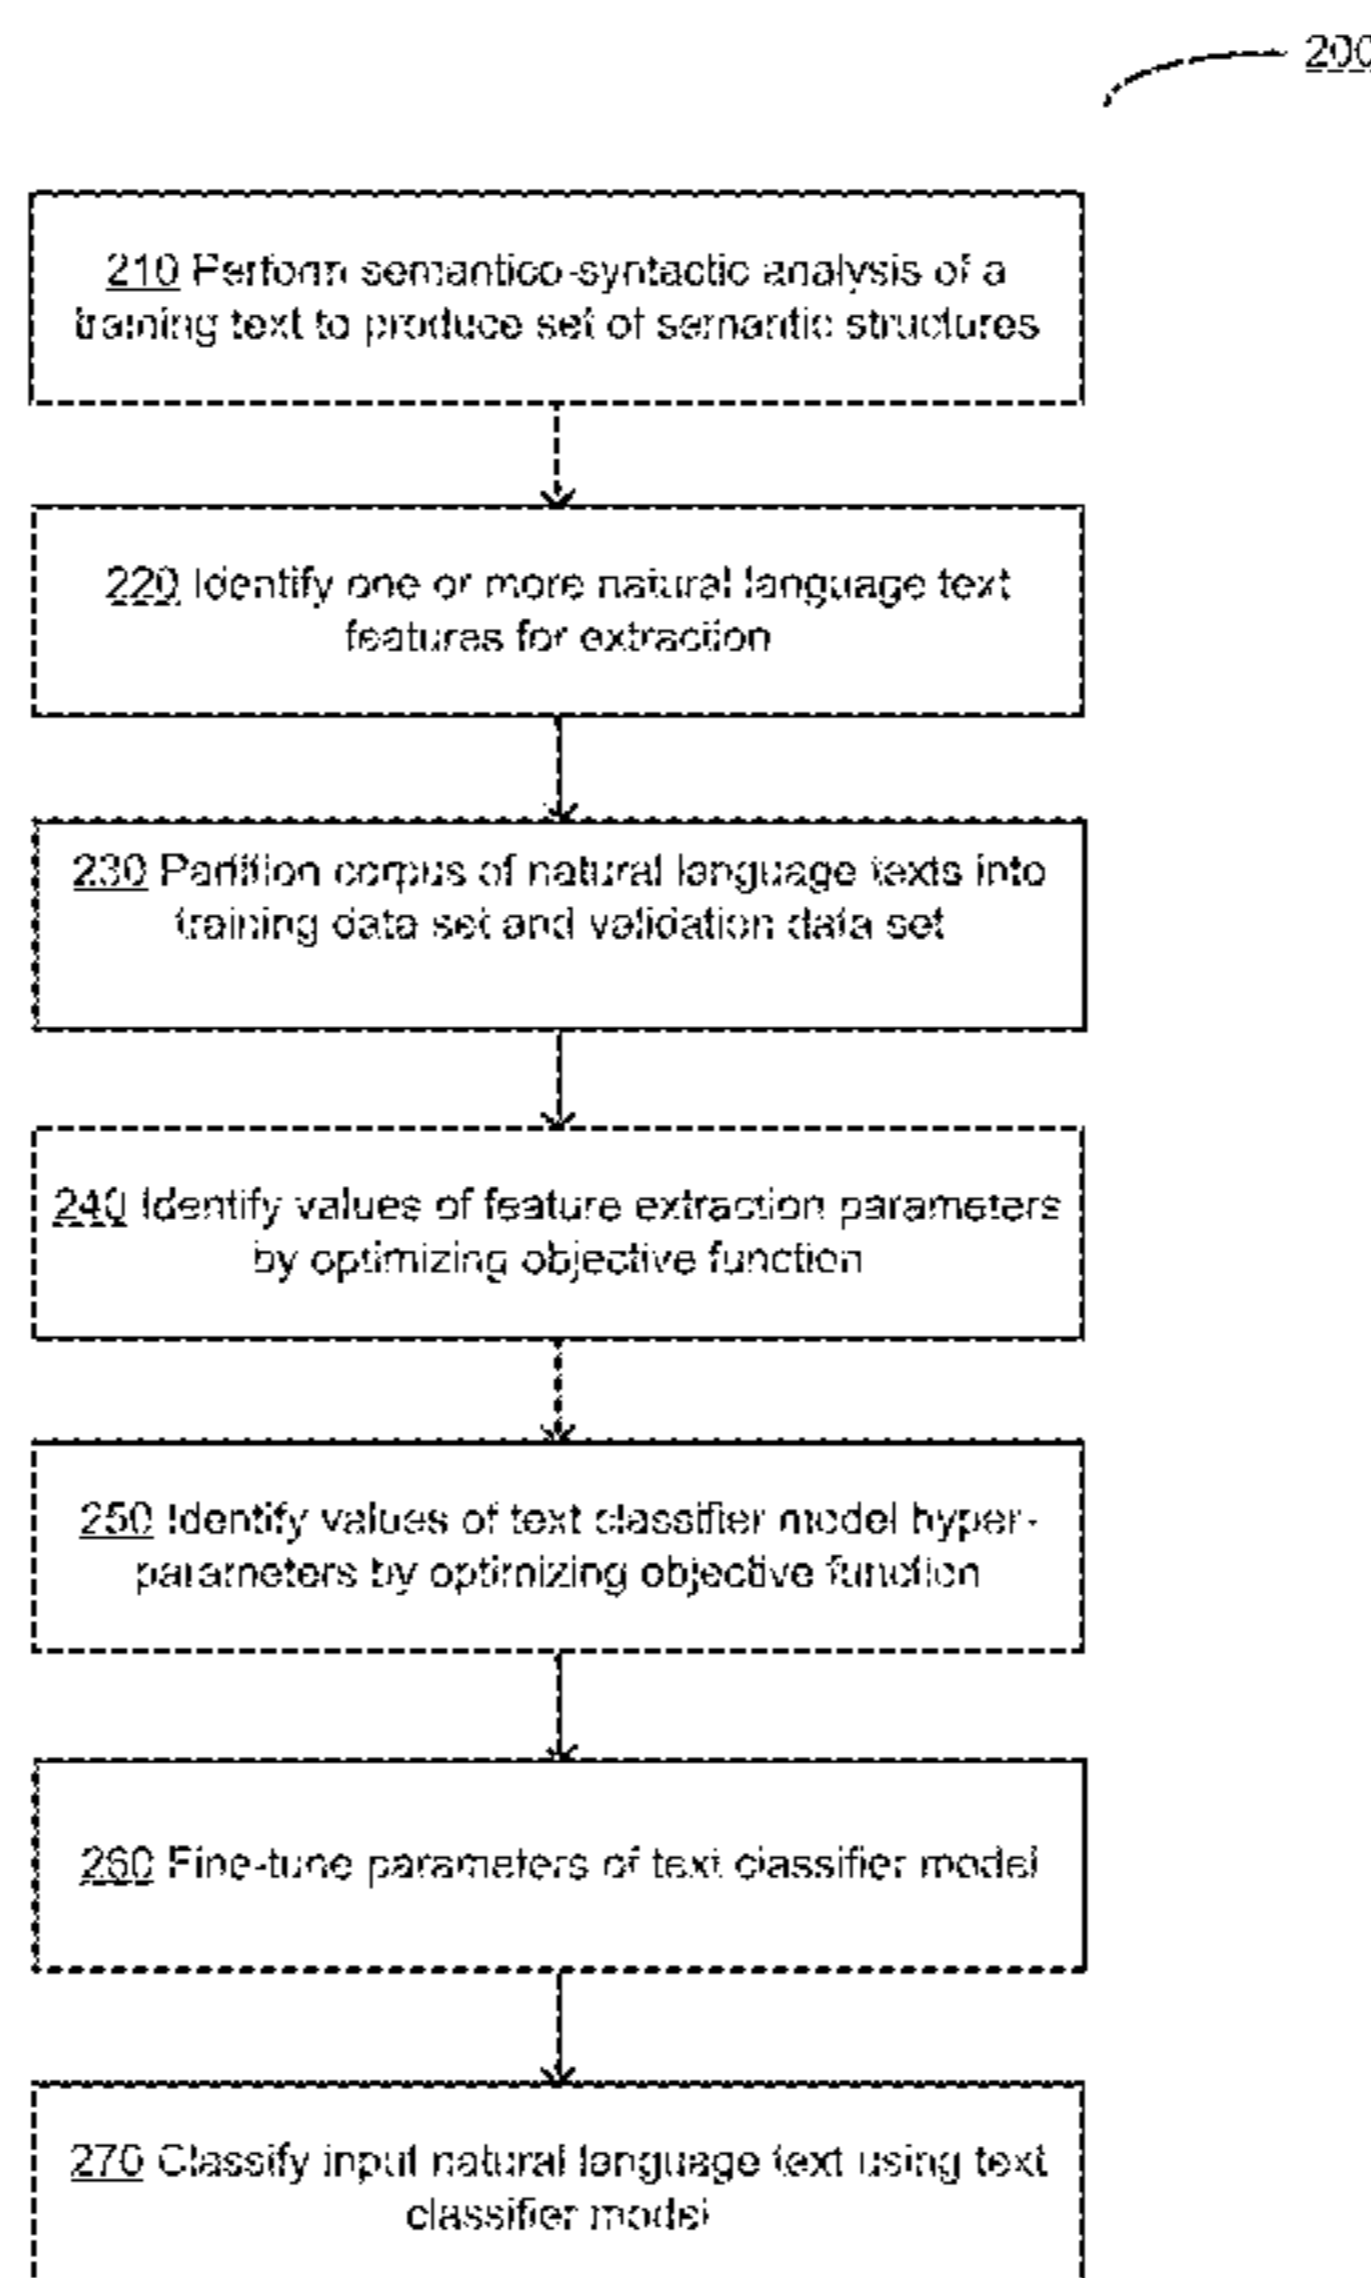 200
210 Perform semantico-syntactic analysis of a
training text to produce set of semantic structures
220 Identify one or more natural language text
features for extraction
230 Partition corpus of natural language texts into
training data set and validation data set
240 Identify values of feature extraction parameters
by optimizing objective function
250 Identify values of text classifier model hyper-
parameters by optimizing objective function
260 Fine-tune parameters of text classifier model
270 Classify input natural language text using text
classifier model